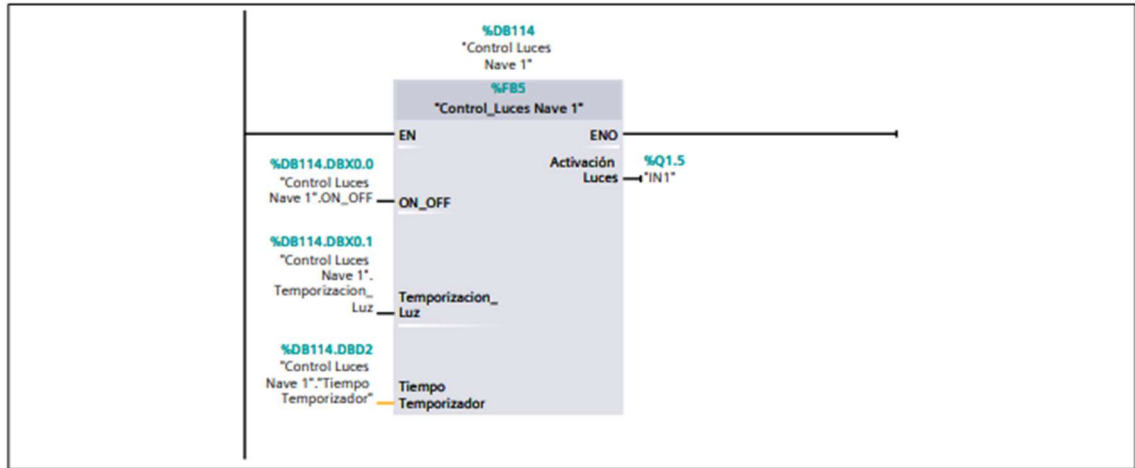 %DB114
"Control Luces
Nave 1"
%FB5
"Control_Luces Nave 1"
EN
ENO
%DB114.DBX0.0
"Control Luces
Nave 1".ON_OFF
ON_OFF
Activación
Luces
%Q1.5
"IN1"
%DB114.DBX0.1
"Control Luces
Nave 1".
Temporizacion_
Luz
Temporizacion_
Luz
%DB114.DBD2
"Control Luces
Nave 1"."Tiempo
Temporizador"
Tiempo
Temporizador